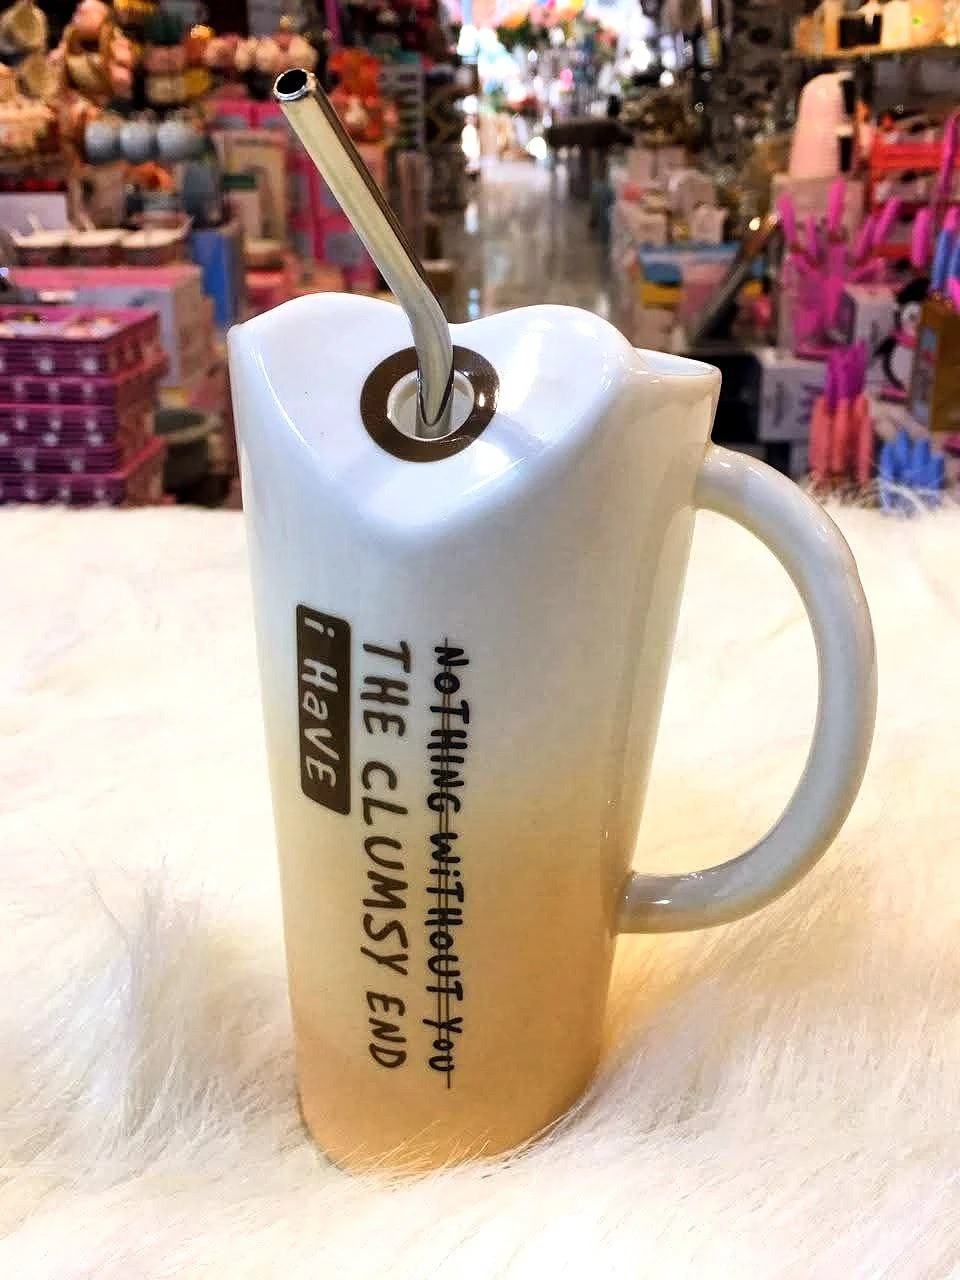 NoTHING WiTHoUT YoU
THE CLUMSY END
i HaVE